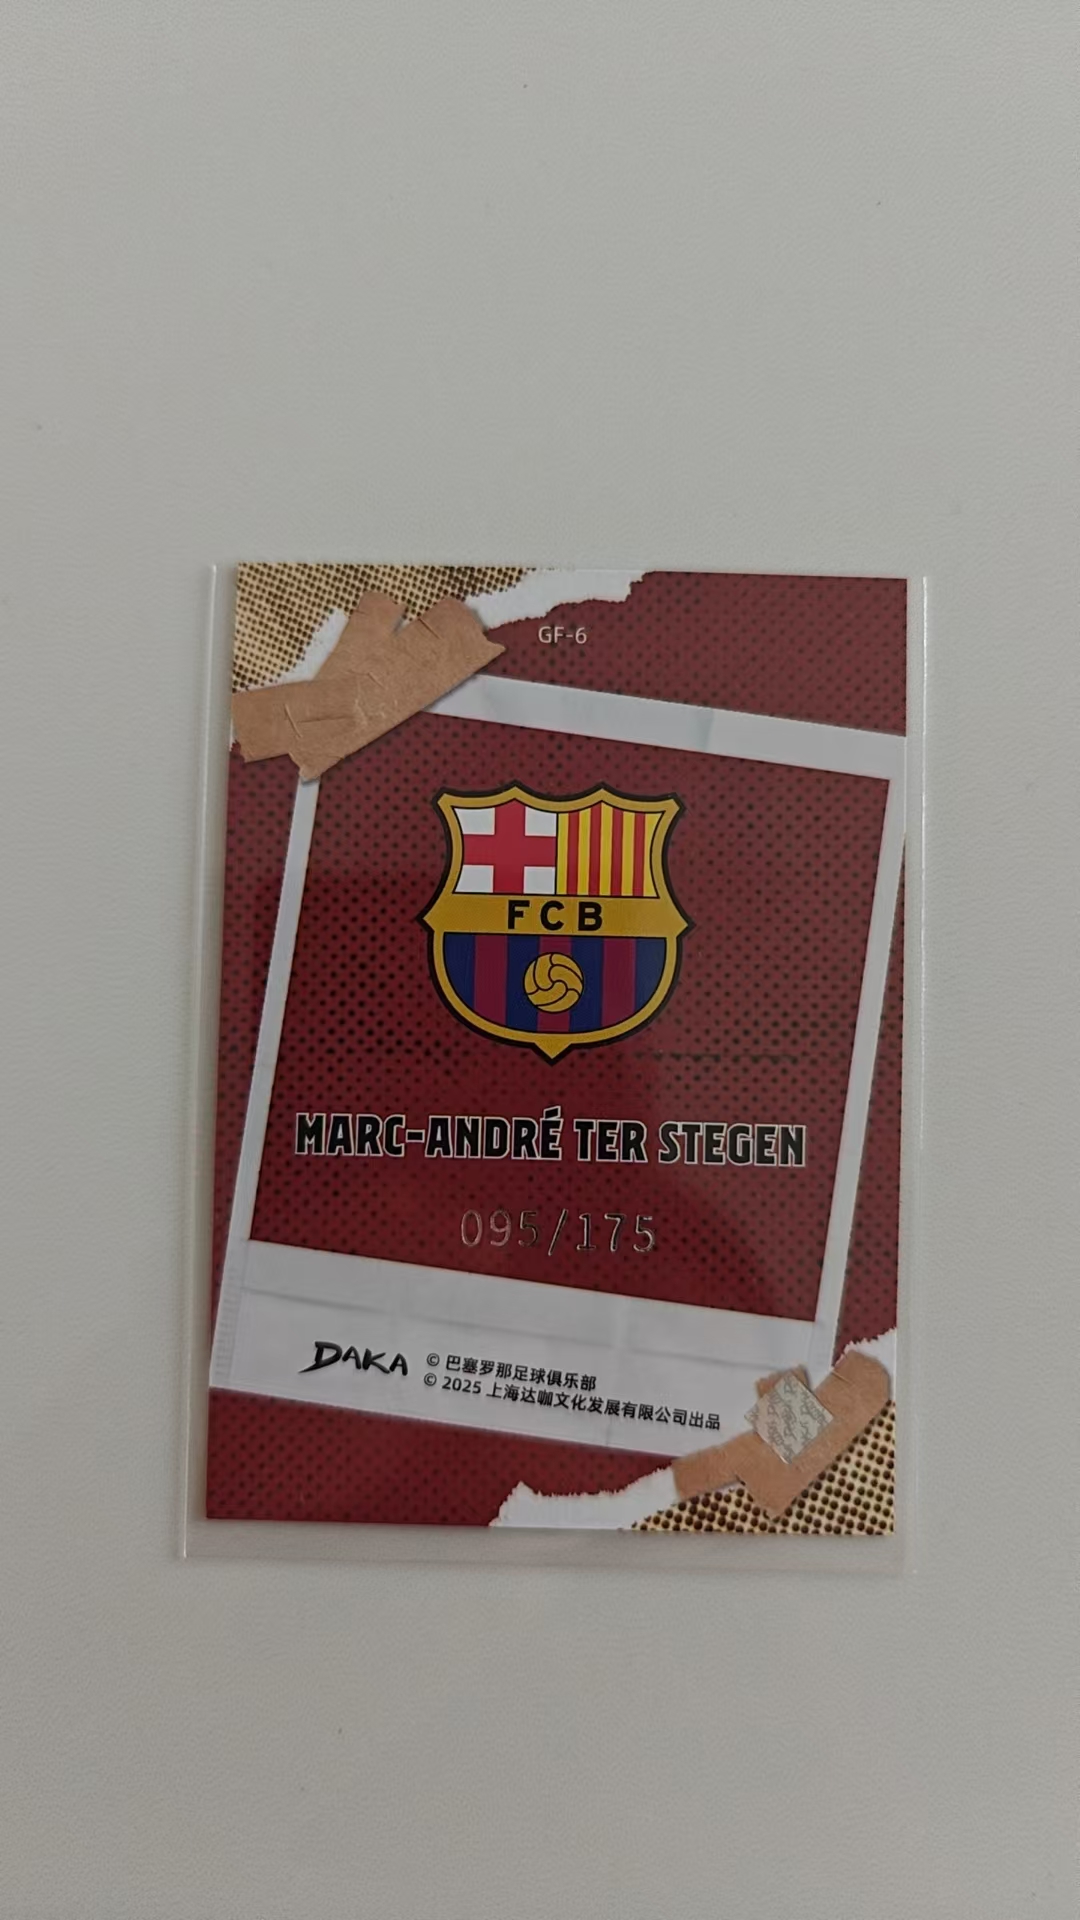 GF-6
FCB
MARC-ANDRÉ TER STEGEN
095/175
DAKA
© 巴塞罗那足球俱乐部
© 2025 上海达咖文化发展有限公司出品